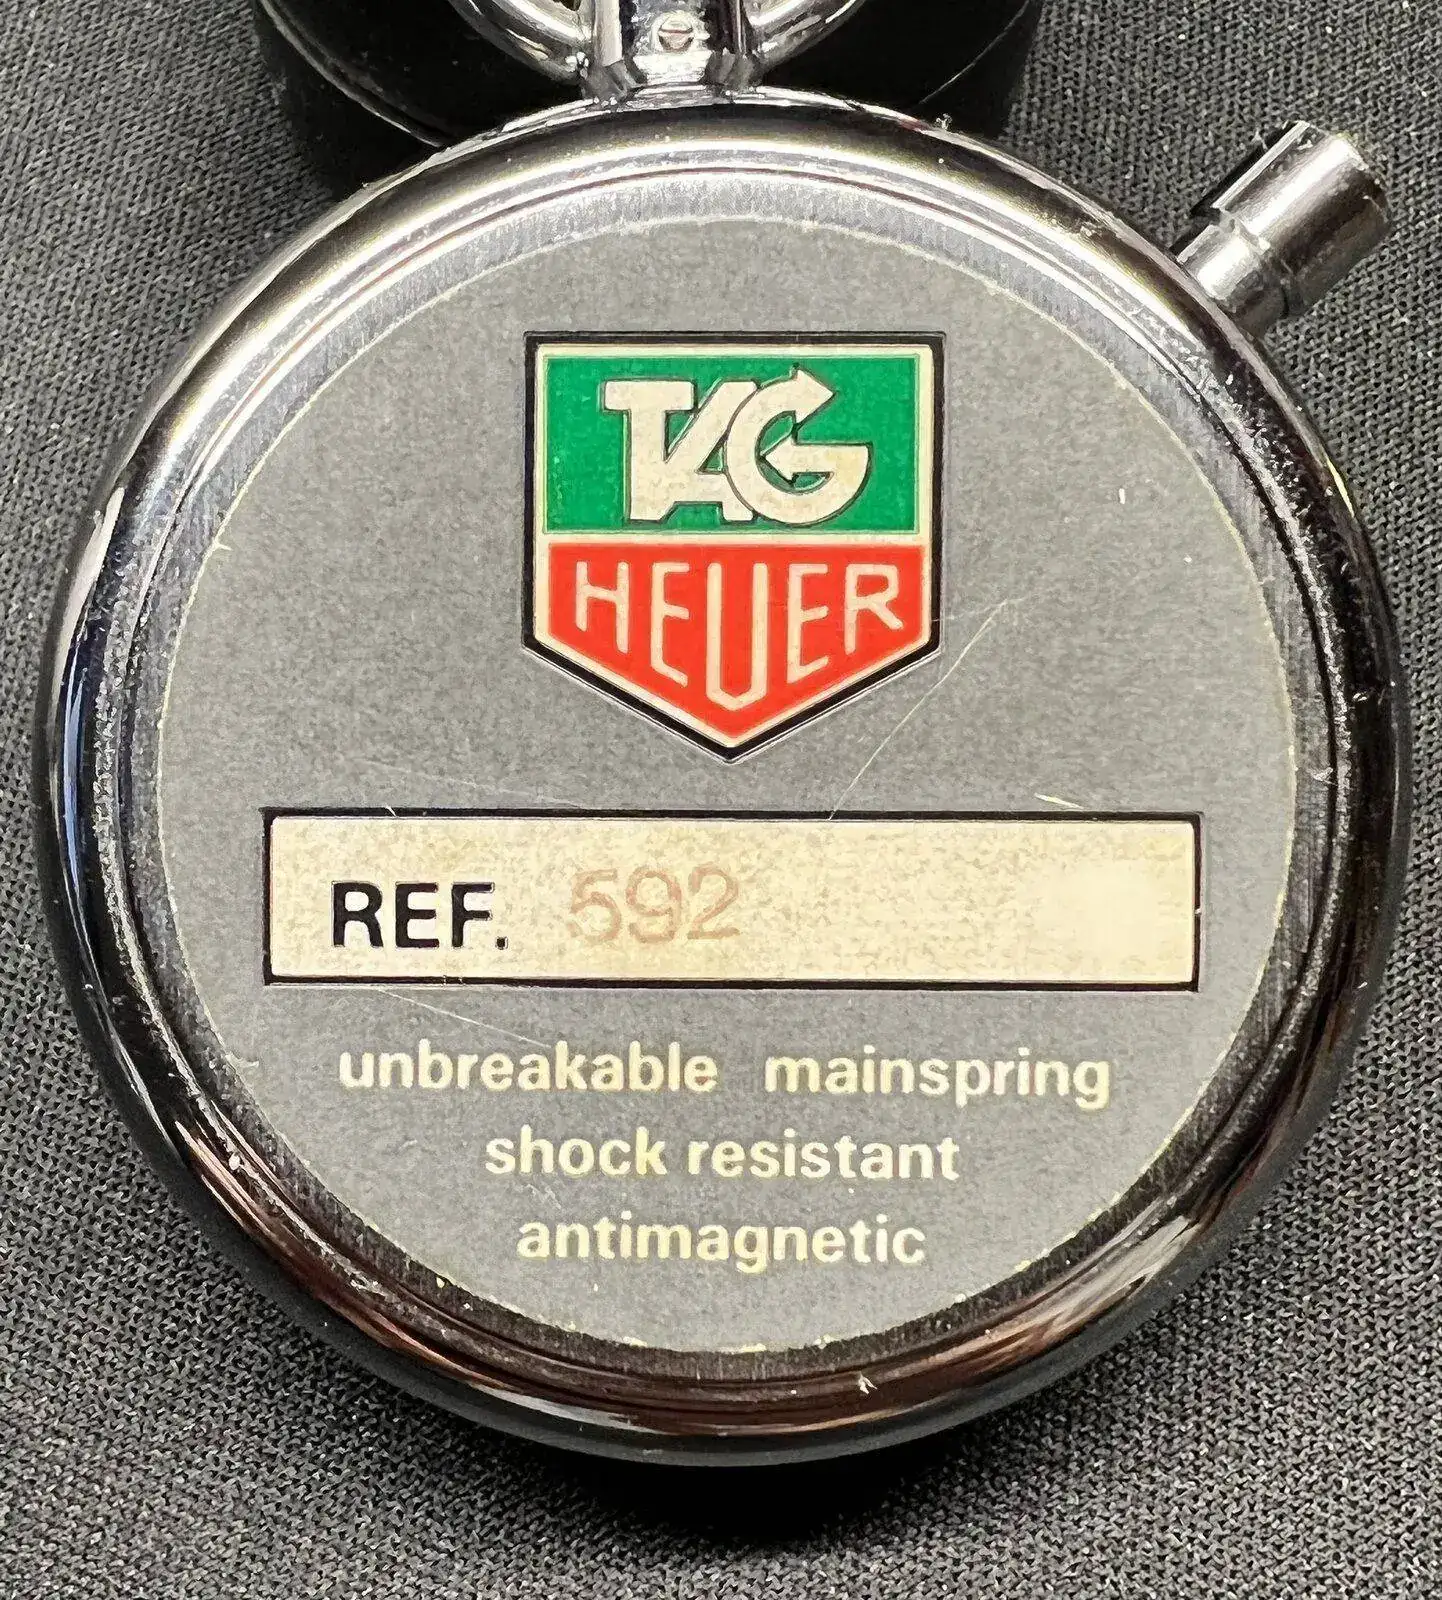 TAG
HEUER
REF. 592
unbreakable mainspring
shock resistant
antimagnetic